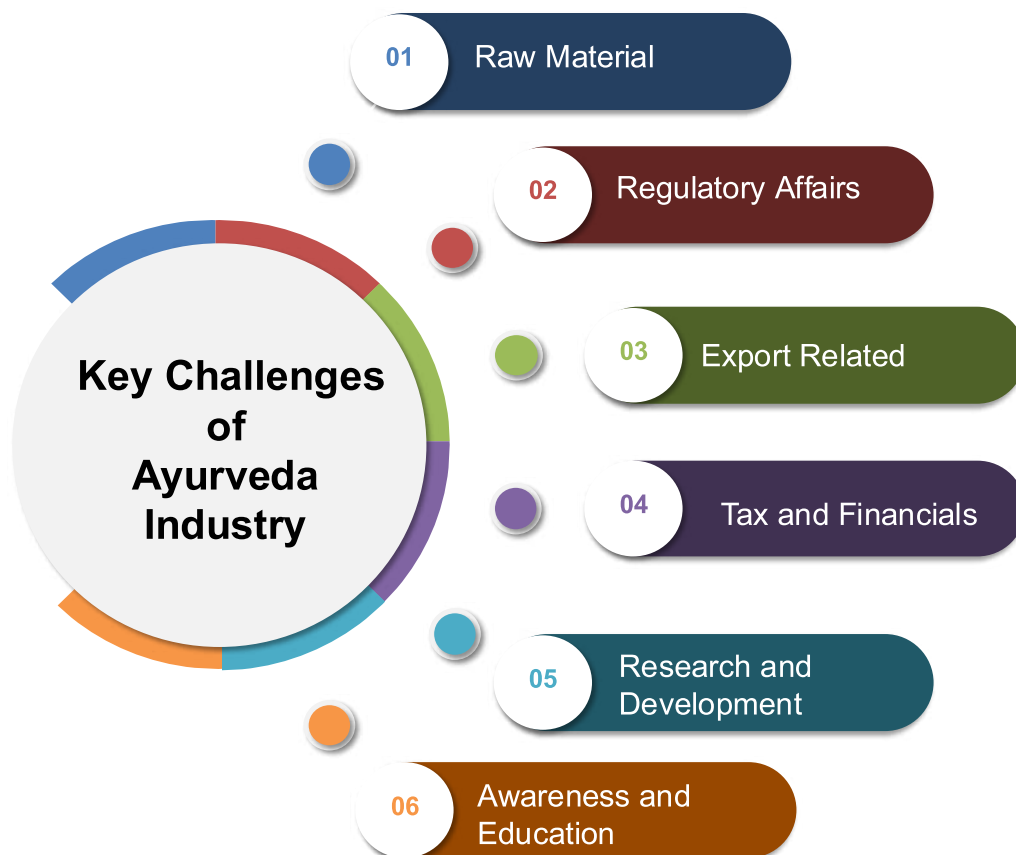 Key Challenges
of
Ayurveda
Industry
01
Raw Material
02
Regulatory Affairs
03
Export Related
04
Tax and Financials
05
Research and
Development
06
Awareness and
Education